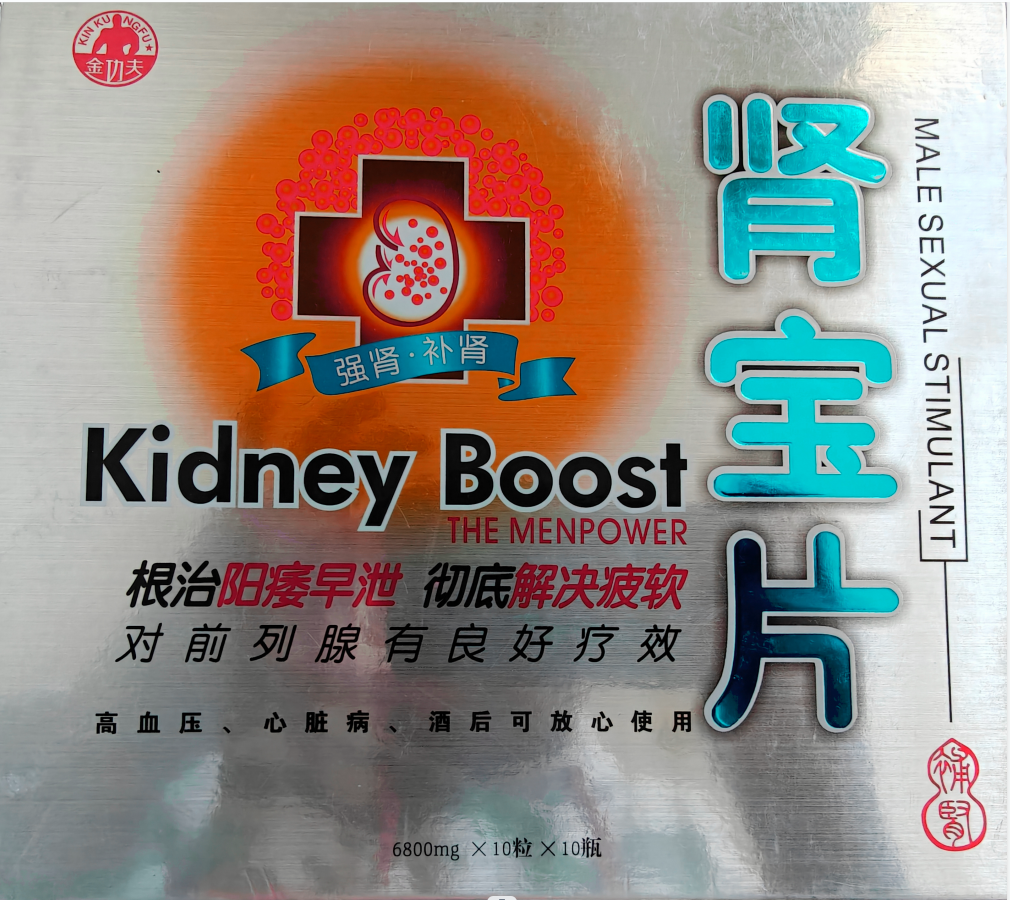 KIN KUNGFU
金功夫
强肾·补肾
Kidney Boost
THE MENPOWER
根治阳痿早泄 彻底解决疲软
对前列腺有良好疗效
高血压、心脏病、酒后可放心使用
6800mg ×10粒×10瓶
肾宝片
MALE SEXUAL STIMULANT
補腎